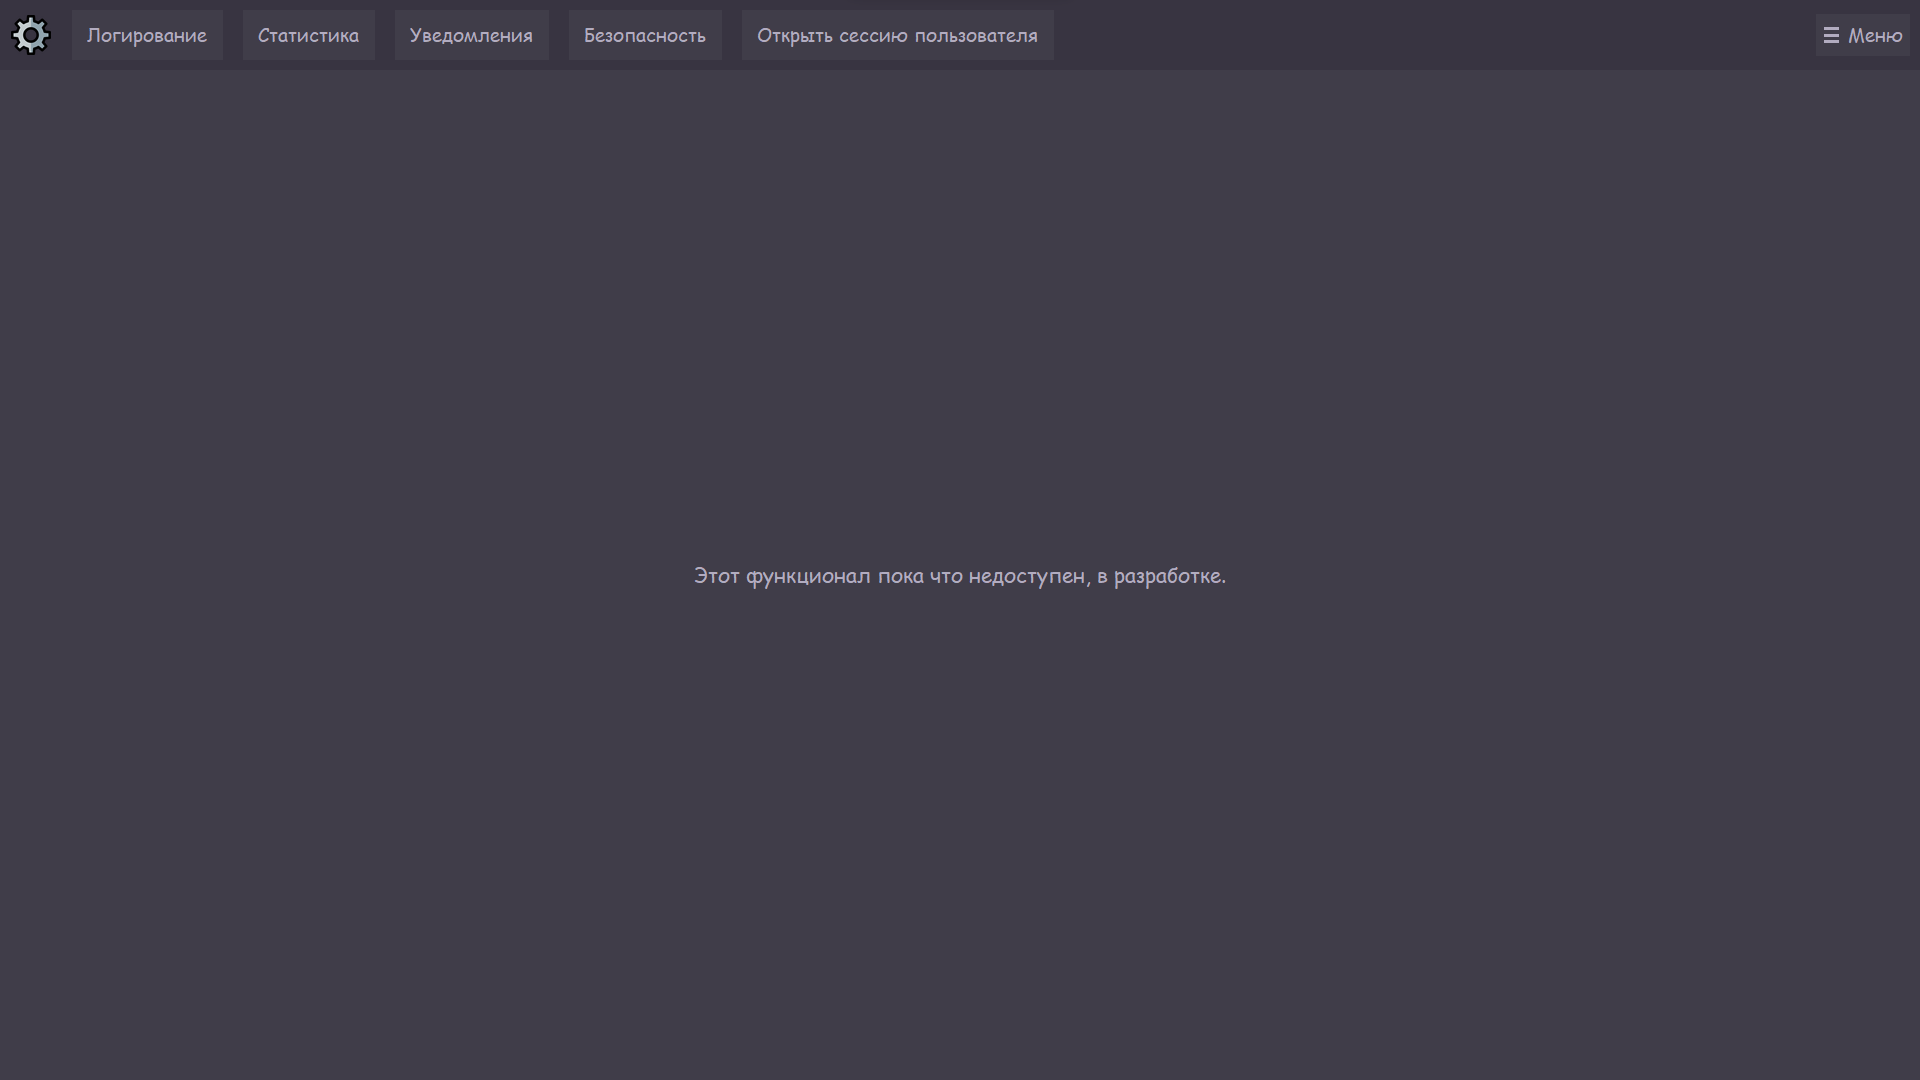 Логирование
Статистика
Уведомления
Безопасность
Открыть сессию пользователя
Меню
Этот функционал пока что недоступен, в разработке.